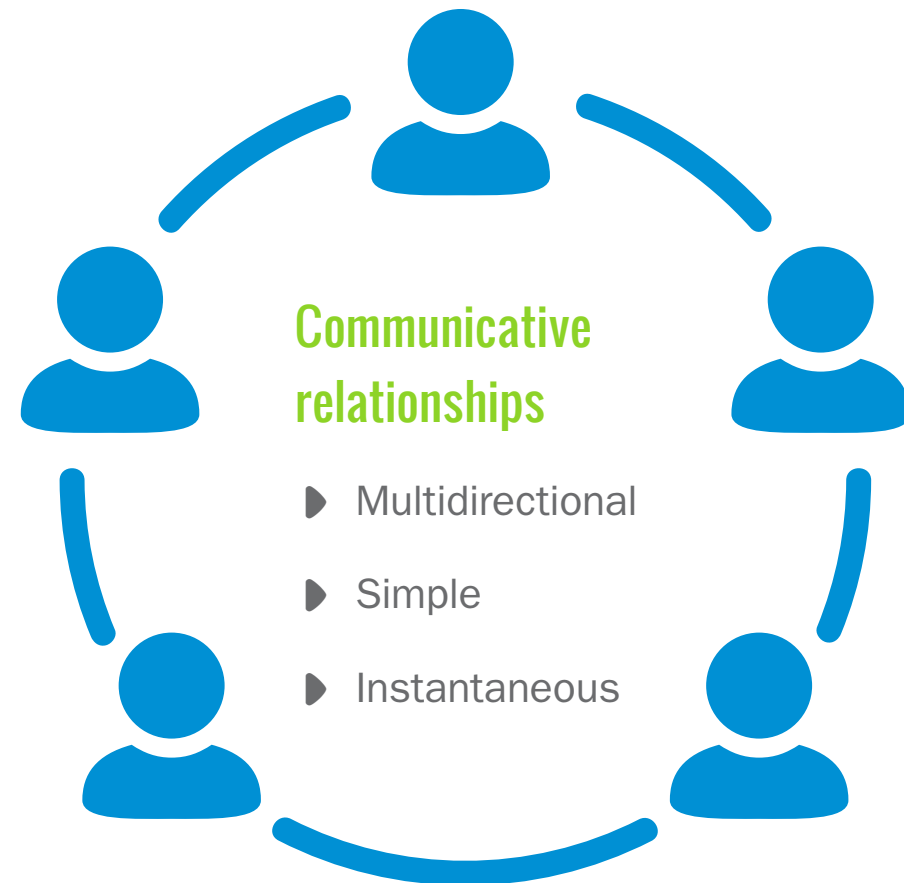 Communicative
relationships
Multidirectional
Simple
Instantaneous